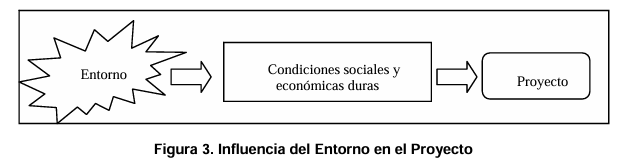 Entorno
Condiciones sociales y
económicas duras
Proyecto
Figura 3. Influencia del Entorno en el Proyecto